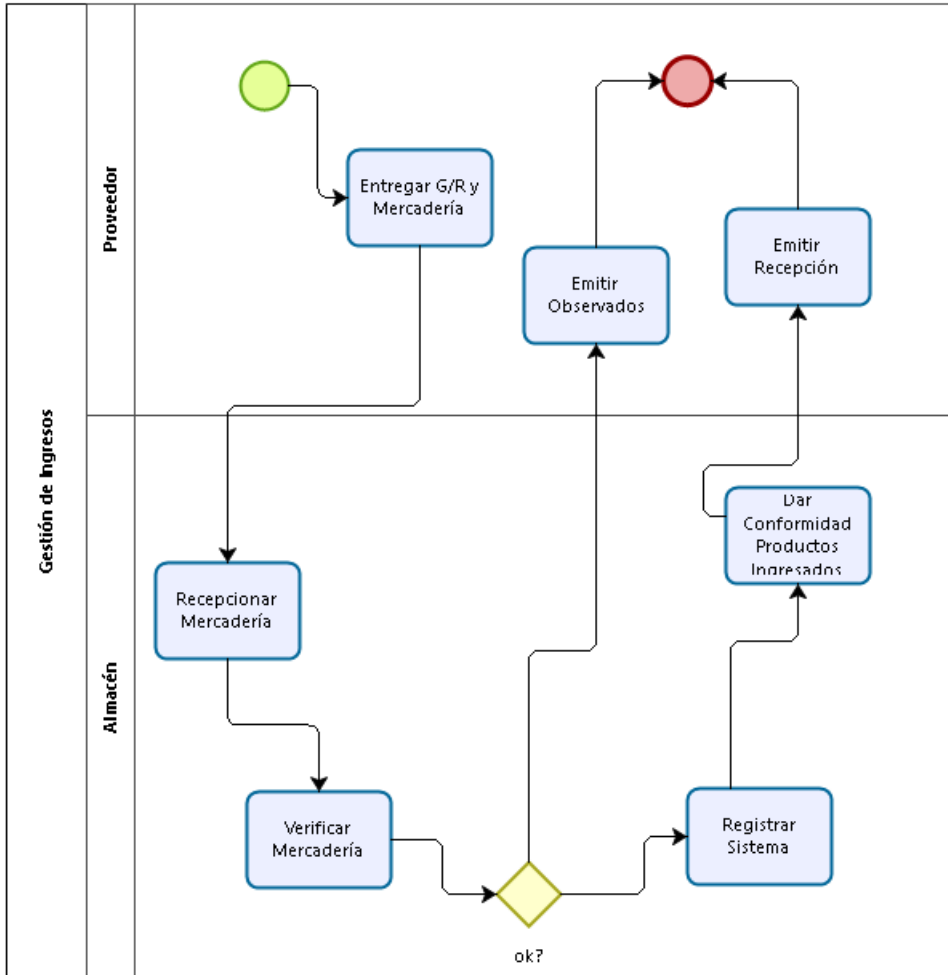 Gestión de Ingresos
Proveedor
Entregar G/R y
Mercadería
Emitir
Observados
Emitir
Recepción
Almacén
Recepcionar
Mercadería
Verificar
Mercadería
ok?
Registrar
Sistema
Dar
Conformidad
Productos
Ingresados